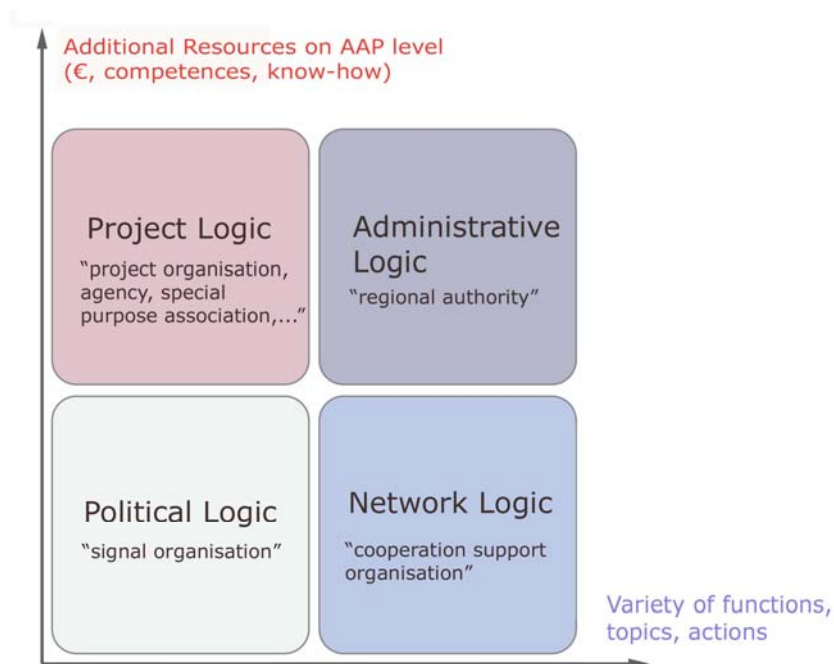 Additional Resources on AAP level
(€, competences, know-how)
Project Logic
“project organisation,
agency, special
purpose association,...”
Administrative
Logic
“regional authority”
Political Logic
“signal organisation”
Network Logic
“cooperation support
organisation”
Variety of functions,
topics, actions